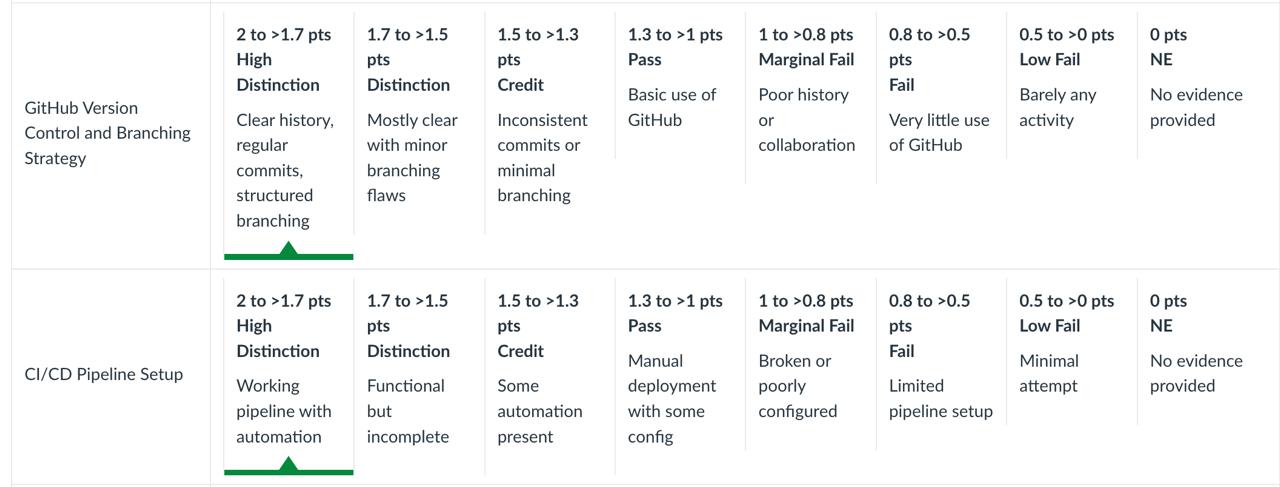 GitHub Version
Control and Branching
Strategy
2 to >1.7 pts
High
Distinction
Clear history,
regular
commits,
structured
branching
1.7 to >1.5
pts
Distinction
Mostly clear
with minor
branching
flaws
1.5 to >1.3
pts
Credit
Inconsistent
commits or
minimal
branching
1.3 to >1 pts
Pass
Basic use of
GitHub
1 to >0.8 pts
Marginal Fail
Poor history
or
collaboration
0.8 to >0.5
pts
Fail
Very little use
of GitHub
0.5 to >0 pts
Low Fail
Barely any
activity
0 pts
NE
No evidence
provided
CI/CD Pipeline Setup
2 to >1.7 pts
High
Distinction
Working
pipeline with
automation
1.7 to >1.5
pts
Distinction
Functional
but
incomplete
1.5 to >1.3
pts
Credit
Some
automation
present
1.3 to >1 pts
Pass
Manual
deployment
with some
config
1 to >0.8 pts
Marginal Fail
Broken or
poorly
configured
0.8 to >0.5
pts
Fail
Limited
pipeline setup
0.5 to >0 pts
Low Fail
Minimal
attempt
0 pts
NE
No evidence
provided